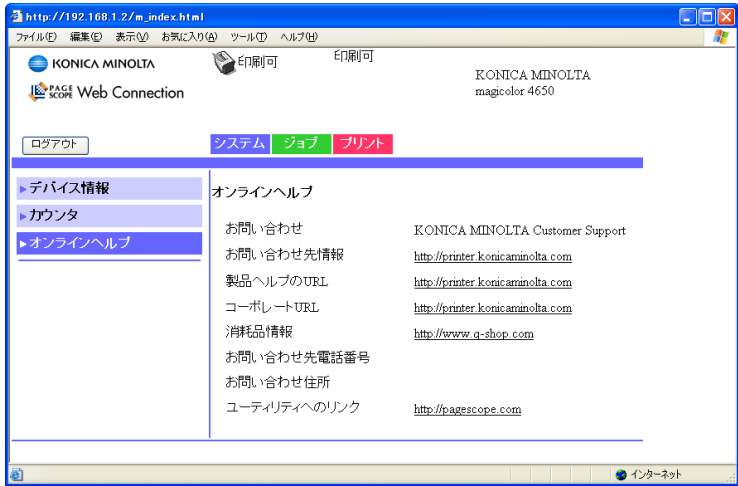 http://192.168.1.2/m_index.html
ファイル(F) 編集(E) 表示(V) お気に入り(A) ツール(T) ヘルプ(H)
KONICA MINOLTA
印刷可
印刷可
KONICA MINOLTA
magicolor 4650
PAGE SCOPE Web Connection
ログアウト
システム ジョブ プリント
デバイス情報
カウンタ
オンラインヘルプ
オンラインヘルプ
お問い合わせ KONICA MINOLTA Customer Support
お問い合わせ先情報 http://printer.konicaminolta.com
製品ヘルプのURL http://printer.konicaminolta.com
コーポレートURL http://printer.konicaminolta.com
消耗品情報 http://www.q-shop.com
お問い合わせ先電話番号
お問い合わせ住所
ユーティリティへのリンク http://pagescope.com
インターネット